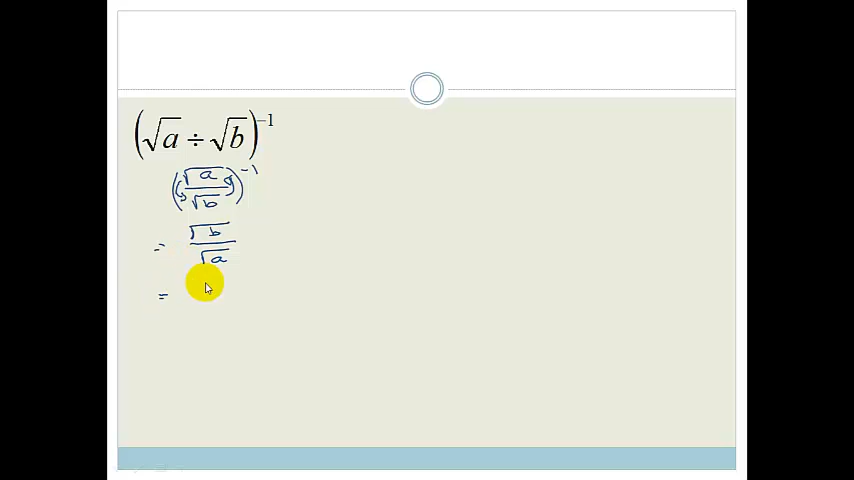 (√a ÷ √b)⁻¹
(√a/√b)⁻¹
= √b/√a
=